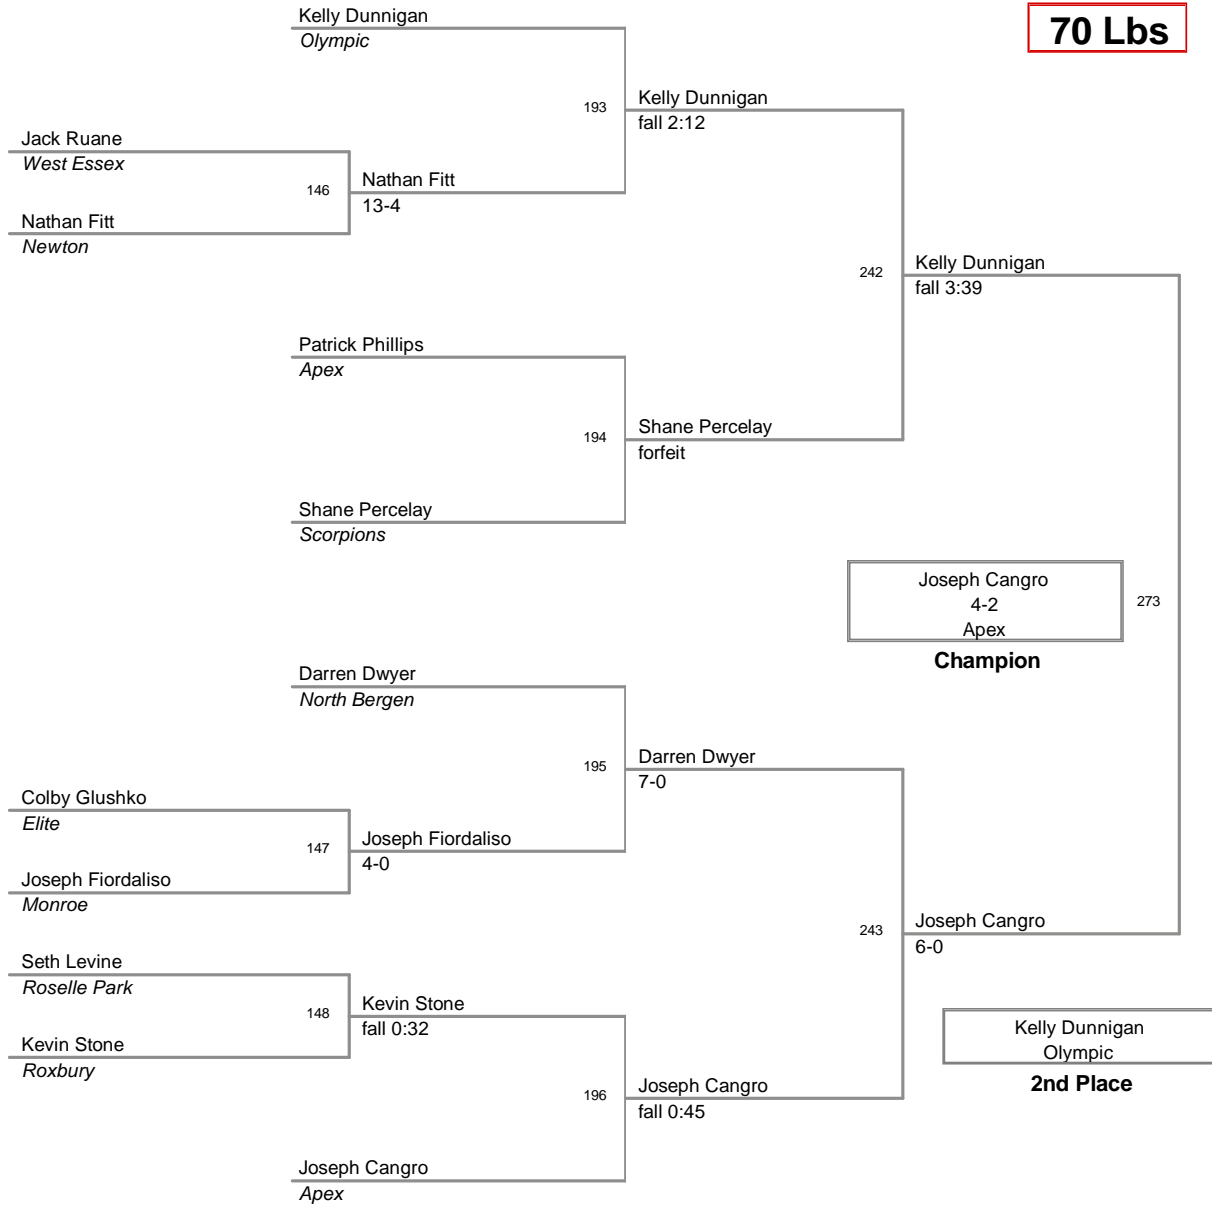 Kelly Dunnigan
Olympic
70 Lbs
193
Kelly Dunnigan
fall 2:12
Jack Ruane
West Essex
146
Nathan Fitt
13-4
Nathan Fitt
Newton
242
Kelly Dunnigan
fall 3:39
Patrick Phillips
Apex
194
Shane Percelay
forfeit
Shane Percelay
Scorpions
Joseph Cangro
4-2
Apex
273
Champion
Darren Dwyer
North Bergen
195
Darren Dwyer
7-0
Colby Glushko
Elite
147
Joseph Fiordaliso
4-0
Joseph Fiordaliso
Monroe
243
Joseph Cangro
6-0
Seth Levine
Roselle Park
148
Kevin Stone
fall 0:32
Kevin Stone
Roxbury
Kelly Dunnigan
Olympic
2nd Place
196
Joseph Cangro
fall 0:45
Joseph Cangro
Apex